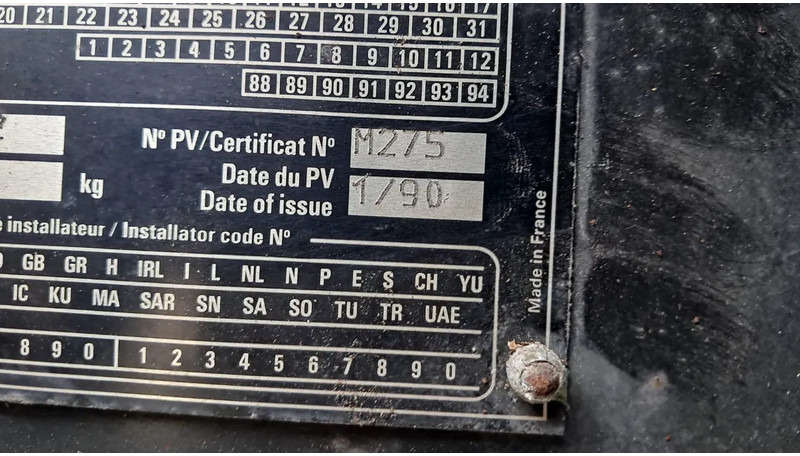 20 21 22 23 24 25 26 27 28 29 30 31
1 2 3 4 5 6 7 8 9 10 11 12
88 89 90 91 92 93 94
Nº PV/Certificat Nº M275
kg
Date du PV
Date of issue 1/90
installateur / Installator code Nº
GB GR H IRL I L NL N P E S CH YU
IC KU MA SAR SN SA SO TU TR UAE
8 9 0 1 2 3 4 5 6 7 8 9 0
Made in France